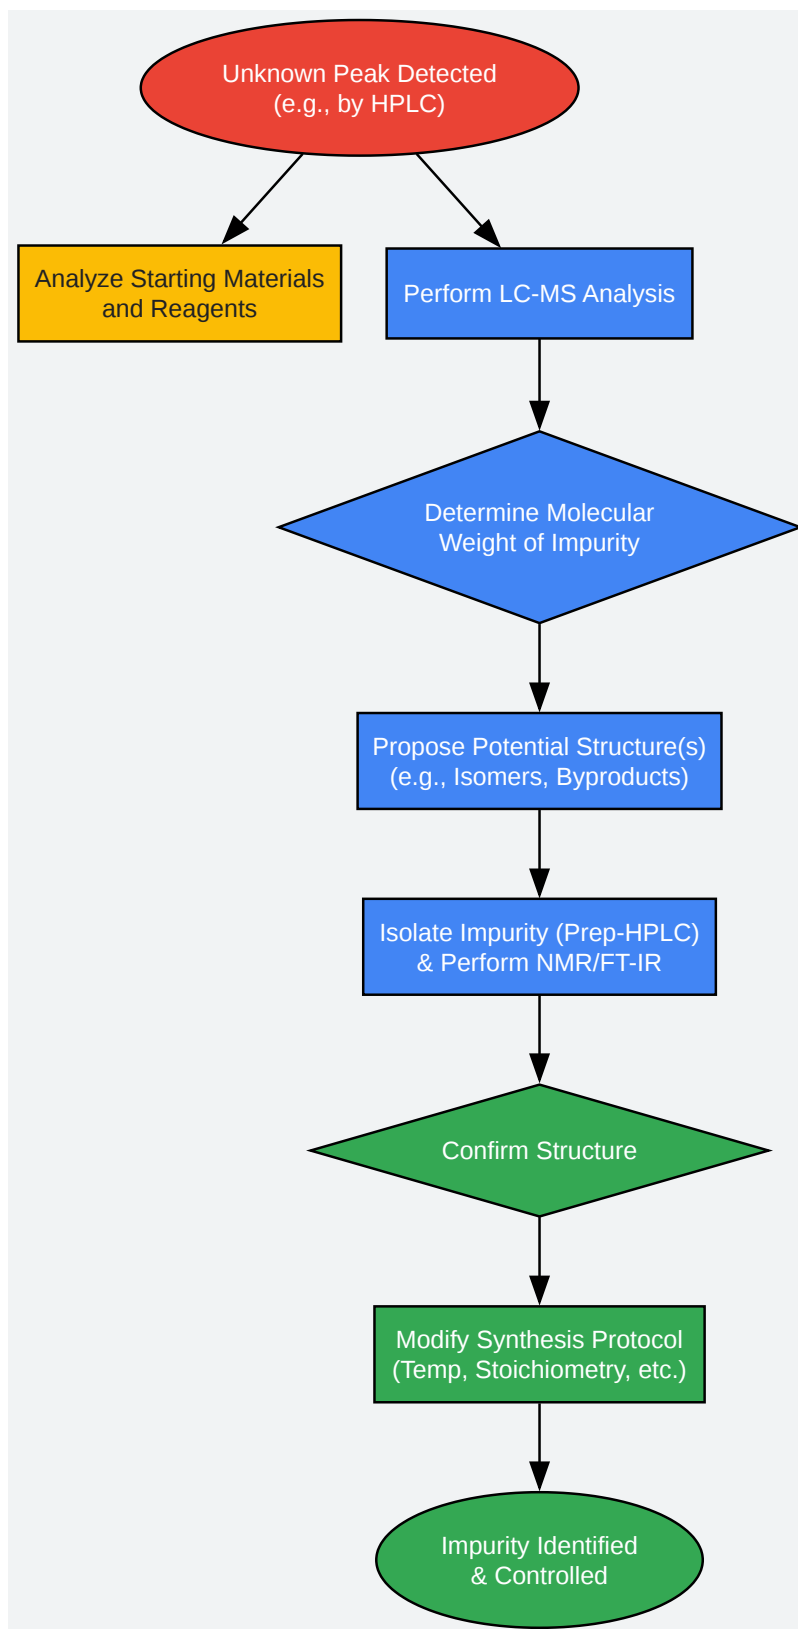 Unknown Peak Detected
(e.g., by HPLC)
Analyze Starting Materials
and Reagents
Perform LC-MS Analysis
Determine Molecular
Weight of Impurity
Propose Potential Structure(s)
(e.g., Isomers, Byproducts)
Isolate Impurity (Prep-HPLC)
& Perform NMR/FT-IR
Confirm Structure
Modify Synthesis Protocol
(Temp, Stoichiometry, etc.)
Impurity Identified
& Controlled